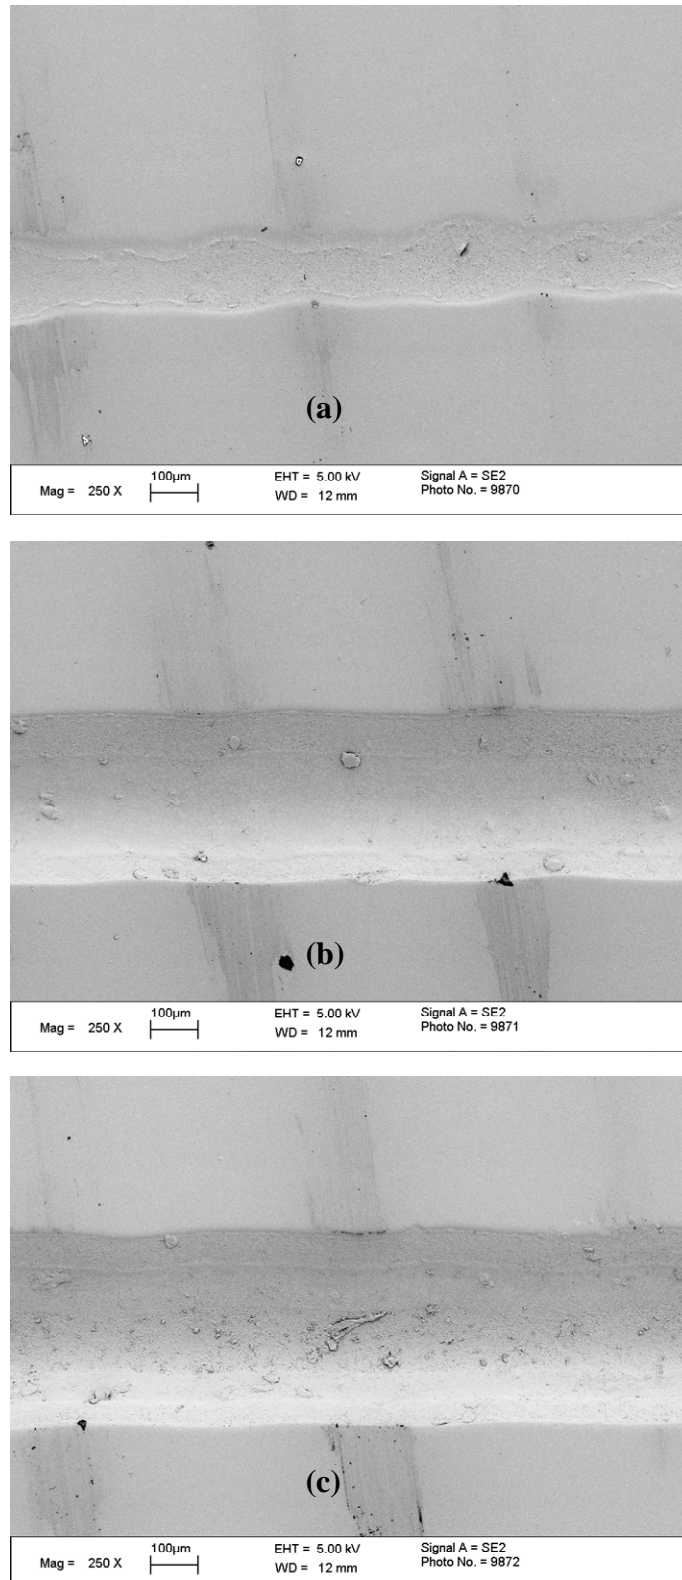 (a)
100µm
Mag = 250 X
EHT = 5.00 kV
WD = 12 mm
Signal A = SE2
Photo No. = 9870
(b)
100µm
Mag = 250 X
EHT = 5.00 kV
WD = 12 mm
Signal A = SE2
Photo No. = 9871
(c)
100µm
Mag = 250 X
EHT = 5.00 kV
WD = 12 mm
Signal A = SE2
Photo No. = 9872